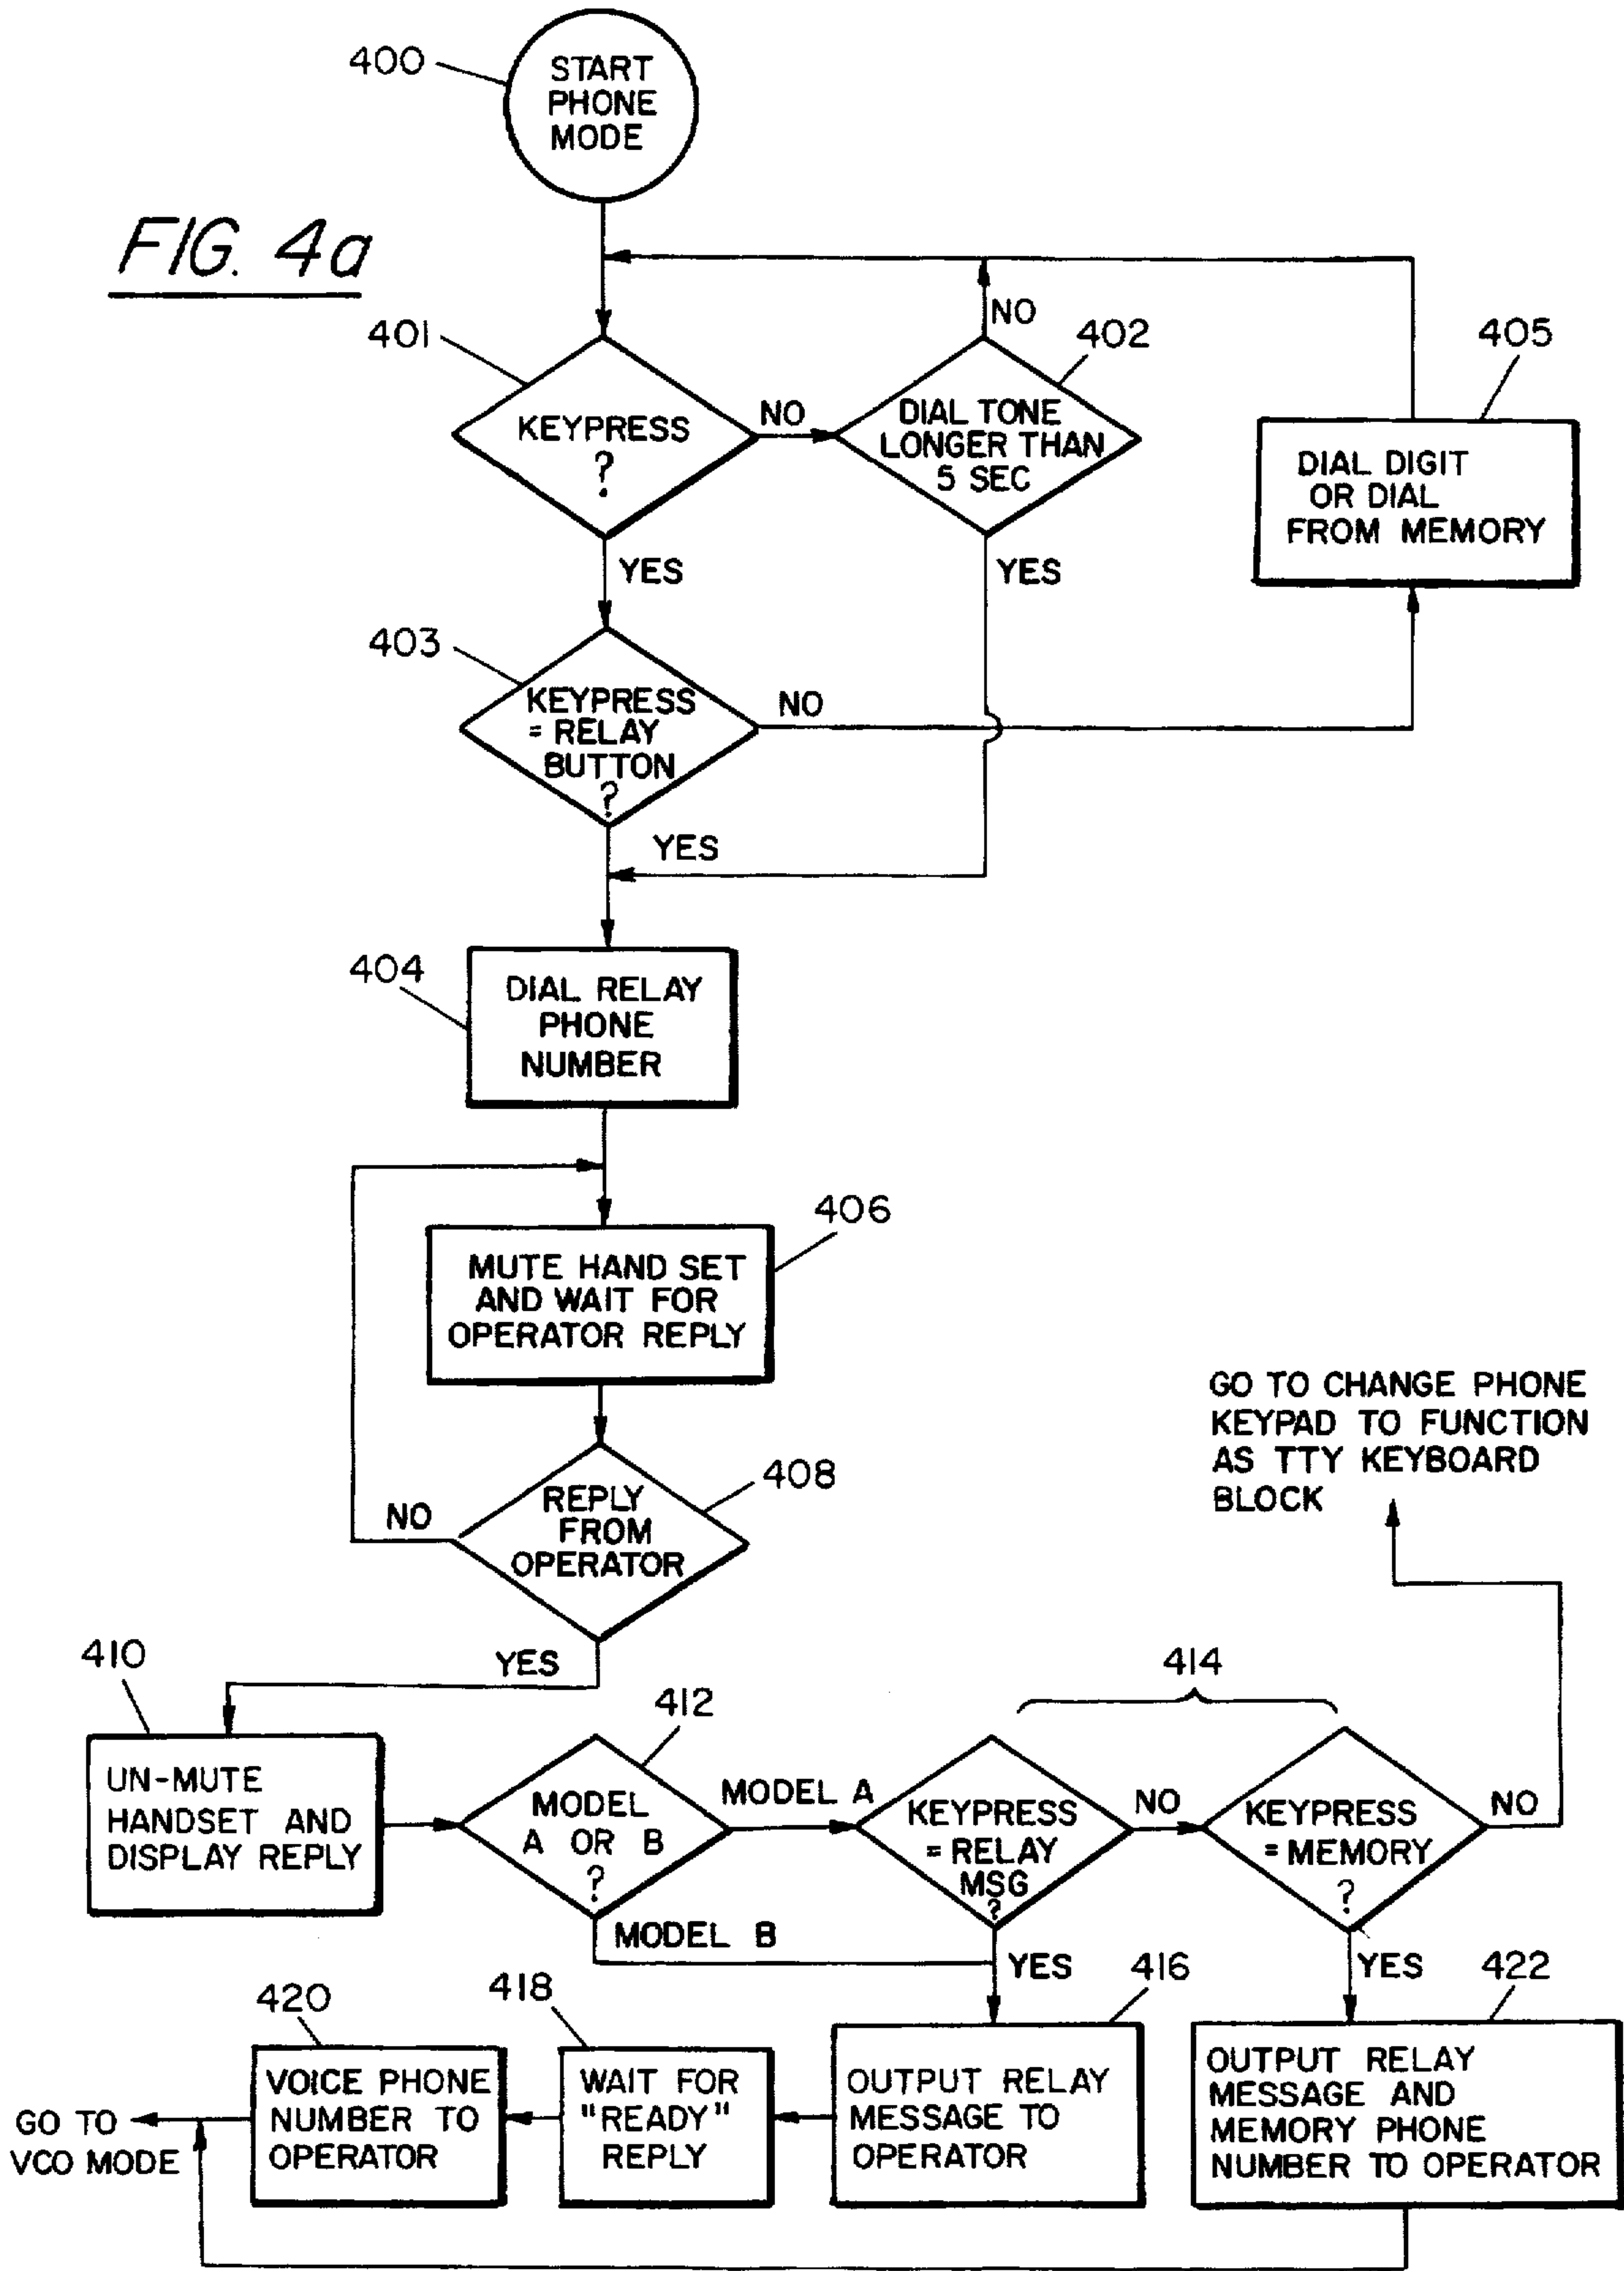 400
START
PHONE
MODE
FIG. 4a
401
KEYPRESS
?
NO
402
DIAL TONE
LONGER THAN
5 SEC
NO
405
DIAL DIGIT
OR DIAL
FROM MEMORY
YES
YES
403
KEYPRESS
= RELAY
BUTTON
?
NO
YES
404
DIAL RELAY
PHONE
NUMBER
406
MUTE HAND SET
AND WAIT FOR
OPERATOR REPLY
408
REPLY
FROM
OPERATOR
NO
YES
GO TO CHANGE PHONE
KEYPAD TO FUNCTION
AS TTY KEYBOARD
BLOCK
410
UN-MUTE
HANDSET AND
DISPLAY REPLY
412
MODEL
A OR B
?
MODEL A
MODEL B
414
KEYPRESS
= RELAY
MSG
?
NO
KEYPRESS
= MEMORY
?
NO
YES
YES
416
OUTPUT RELAY
MESSAGE TO
OPERATOR
418
WAIT FOR
"READY"
REPLY
420
VOICE PHONE
NUMBER TO
OPERATOR
422
OUTPUT RELAY
MESSAGE AND
MEMORY PHONE
NUMBER TO OPERATOR
GO TO
VCO MODE